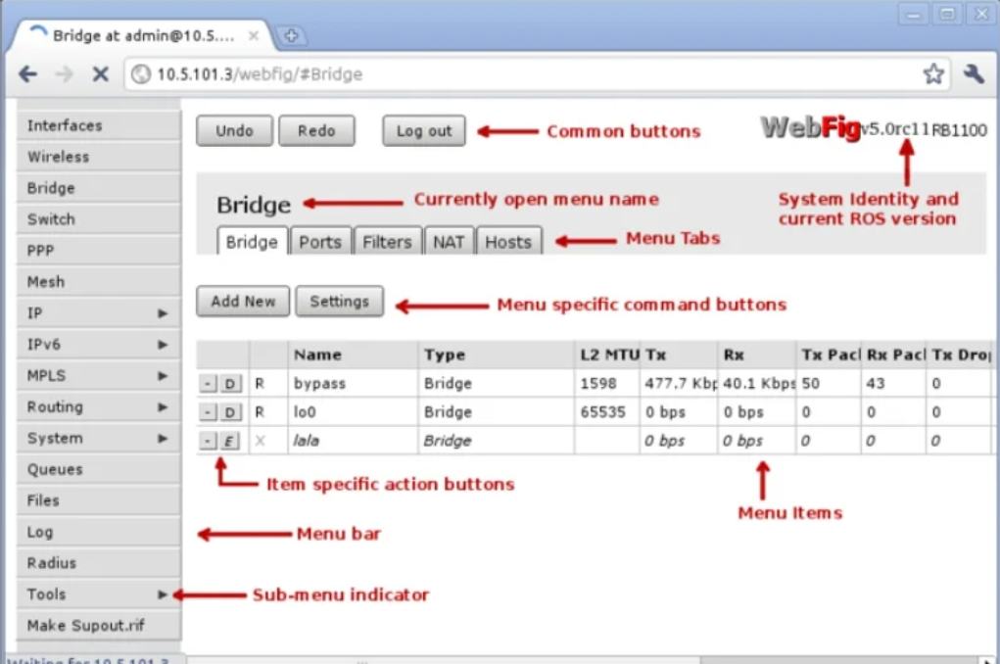 Bridge at admin@10.5....
10.5.101.3/webfig/#Bridge
Interfaces
Wireless
Bridge
Switch
PPP
Mesh
IP
IPv6
MPLS
Routing
System
Queues
Files
Log
Radius
Tools
Make Supout.rif
Undo Redo Log out Common buttons
WebFig v5.0rc11 RB1100
System Identity and
current ROS version
Bridge Currently open menu name
Bridge Ports Filters NAT Hosts Menu Tabs
Add New Settings Menu specific command buttons
Name Type L2 MTU Tx Rx Tx Pac Rx Pac Tx Dro
- D R bypass Bridge 1598 477.7 Kbp 40.1 Kbps 50 43 0
- D R lo0 Bridge 65535 0 bps 0 bps 0 0 0
- E X lala Bridge 0 bps 0 bps 0 0 0
Item specific action buttons
Menu Items
Menu bar
Sub-menu indicator
Waiting for 10.5.101.3